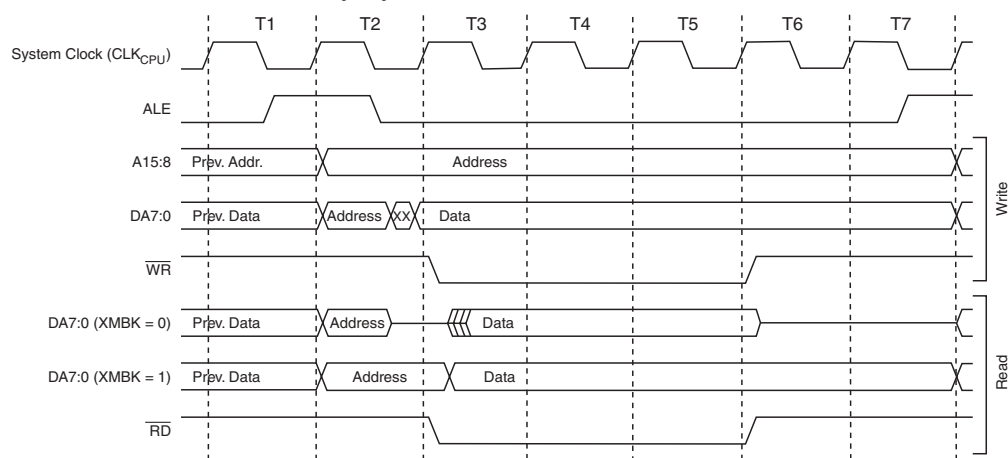 T1 T2 T3 T4 T5 T6 T7
System Clock (CLKCPU)
ALE
A15:8 Prev. Addr. Address
DA7:0 Prev. Data Address XX Data
WR
Write
DA7:0 (XMBK = 0) Prev. Data Address Data
DA7:0 (XMBK = 1) Prev. Data Address Data
RD
Read